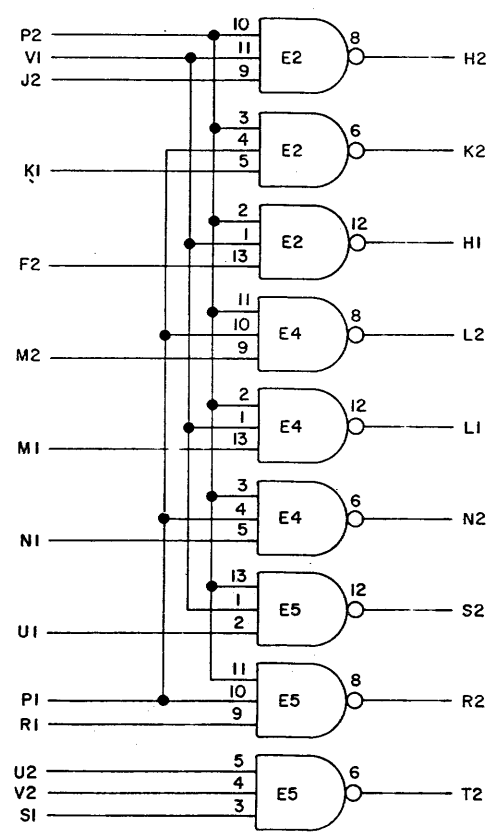 P2 10 8
V1 11 E2 H2
J2 9
3 6
4 E2 K2
K1 5
2 12
1 E2 H1
F2 13
11 8
10 E4 L2
M2 9
2 12
1 E4 L1
M1 13
3 6
4 E4 N2
N1 5
13 12
1 E5 S2
U1 2
11 8
P1 10 E5 R2
R1 9
U2 5 6
V2 4 E5 T2
S1 3